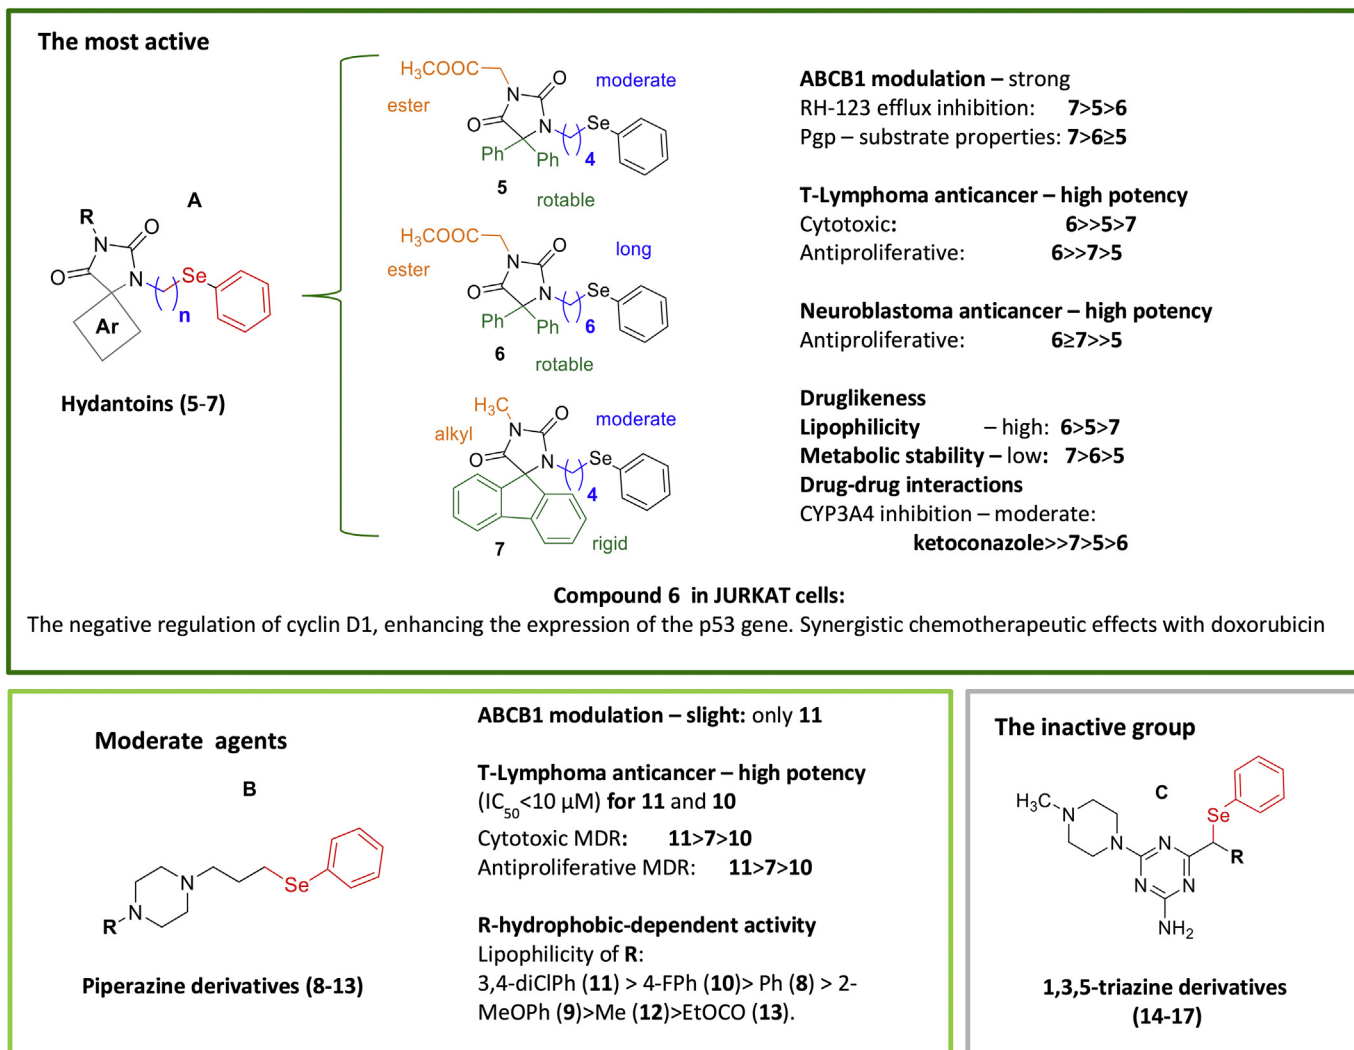 The most active
A
R
N
O
O
N
Se
n
Ar
Hydantoins (5-7)
H3COOC
ester
moderate
N
O
O
N
Se
Ph
Ph
4
5
rotable
H3COOC
ester
long
N
O
O
N
Se
Ph
Ph
6
6
rotable
H3C
alkyl
moderate
N
O
O
N
Se
4
7
rigid
ABCB1 modulation – strong
RH-123 efflux inhibition: 7>5>6
Pgp – substrate properties: 7>6≥5
T-Lymphoma anticancer – high potency
Cytotoxic: 6>>5>7
Antiproliferative: 6>>7>5
Neuroblastoma anticancer – high potency
Antiproliferative: 6≥7>>5
Druglikeness
Lipophilicity – high: 6>5>7
Metabolic stability – low: 7>6>5
Drug-drug interactions
CYP3A4 inhibition – moderate:
ketoconazole>>7>5>6
Compound 6 in JURKAT cells:
The negative regulation of cyclin D1, enhancing the expression of the p53 gene. Synergistic chemotherapeutic effects with doxorubicin
Moderate agents
B
N
Se
N
R
Piperazine derivatives (8-13)
ABCB1 modulation – slight: only 11
T-Lymphoma anticancer – high potency
(IC50<10 µM) for 11 and 10
Cytotoxic MDR: 11>7>10
Antiproliferative MDR: 11>7>10
R-hydrophobic-dependent activity
Lipophilicity of R:
3,4-diClPh (11) > 4-FPh (10)> Ph (8) > 2-
MeOPh (9)>Me (12)>EtOCO (13).
The inactive group
C
H3C
N
N
Se
R
N
N
N
NH2
1,3,5-triazine derivatives
(14-17)